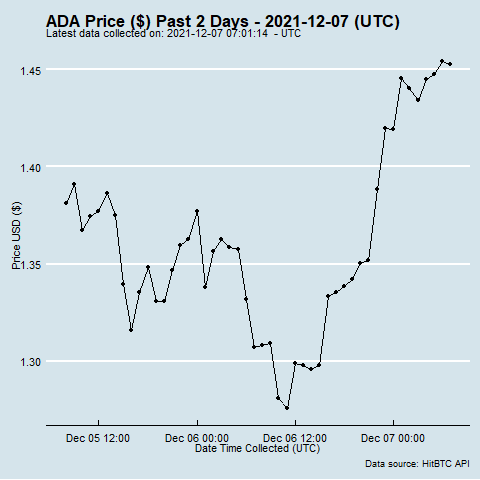 ADA Price ($) Past 2 Days - 2021-12-07 (UTC)
Latest data collected on: 2021-12-07 07:01:14  - UTC
1.45
1.40
1.35
1.30
Price USD ($)
Dec 05 12:00
Dec 06 00:00
Dec 06 12:00
Dec 07 00:00
Date Time Collected (UTC)
Data source: HitBTC API